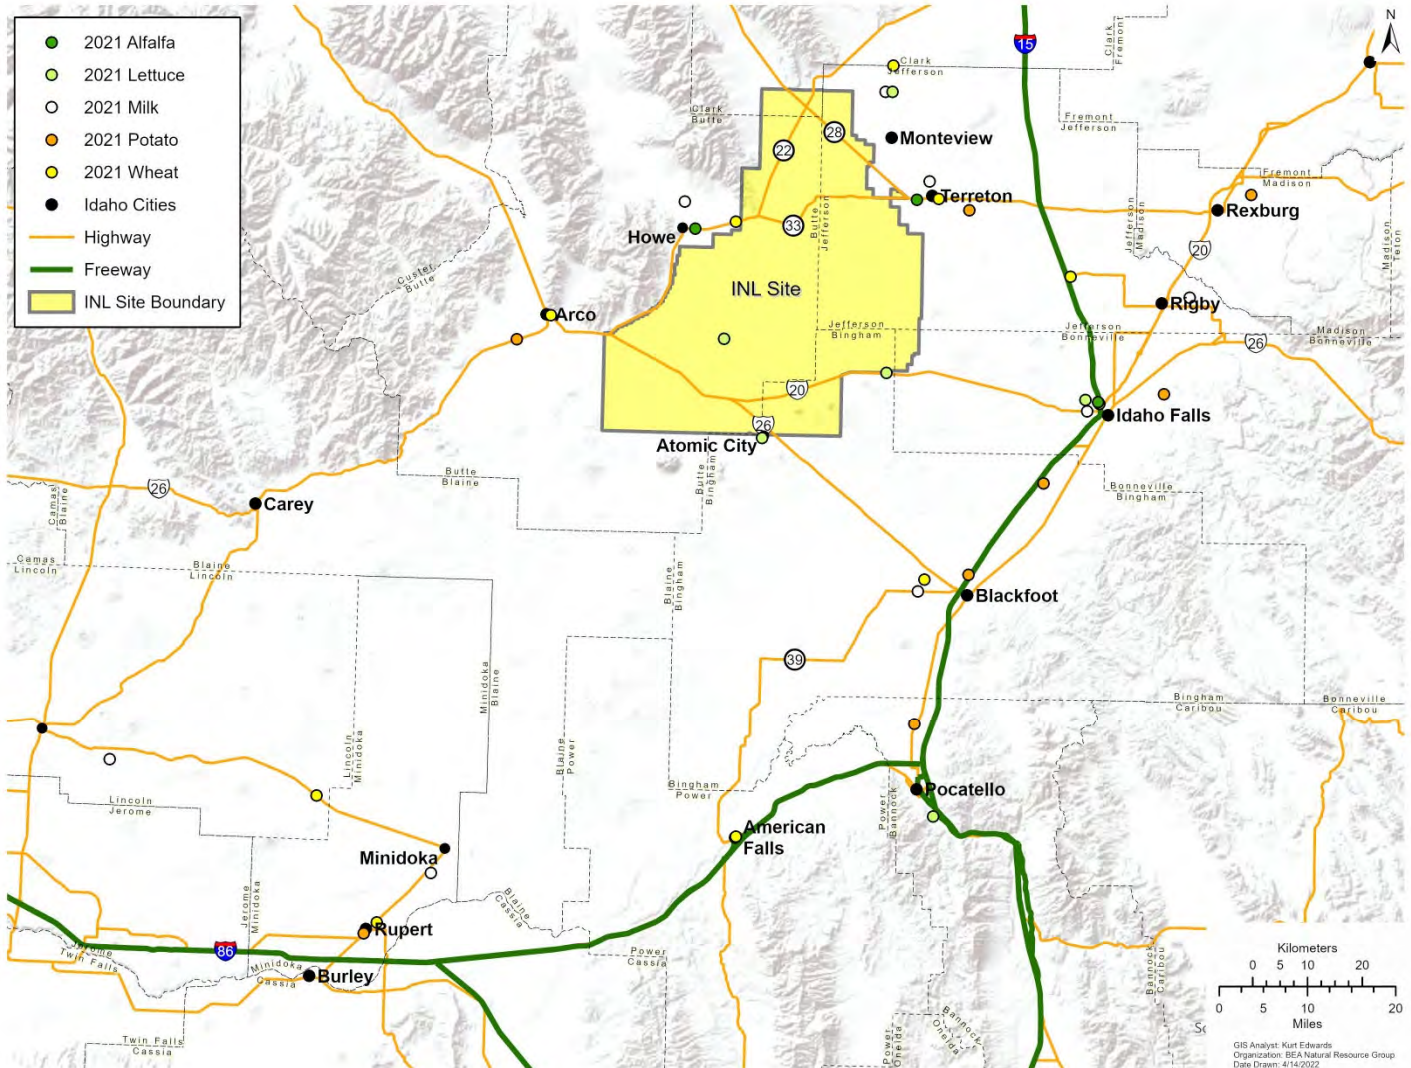 2021 Alfalfa
2021 Lettuce
2021 Milk
2021 Potato
2021 Wheat
Idaho Cities
Highway
Freeway
INL Site Boundary
N
15
Clark
Fremont
Clark
Jefferson
Clark
Butte
28
22
Monteview
Fremont
Jefferson
Fremont
Madison
Terreton
Rexburg
Jefferson
Madison
Madison
Teton
Butte
Jefferson
33
Howe
20
Custer
Butte
INL Site
Rigby
Arco
Jefferson
Bingham
Jefferson
Bonneville
Madison
Bonneville
26
20
Idaho Falls
26
Atomic City
Butte
Bingham
Butte
Blaine
26
Carey
Camas
Blaine
Bonneville
Bingham
Camas
Lincoln
Blaine
Lincoln
Blaine
Bingham
Blackfoot
39
Minidoka
Blaine
Bingham
Caribou
Bonneville
Caribou
Lincoln
Minidoka
Blaine
Power
Bingham
Power
Pocatello
Lincoln
Jerome
Power
Bannock
American
Falls
Minidoka
Jerome
Minidoka
Blaine
Cassia
Rupert
86
Jerome
Twin Falls
Minidoka
Cassia
Power
Cassia
Burley
Bannock
Caribou
Twin Falls
Cassia
Power
Oneida
Bannock
Oneida
Kilometers
0 5 10 20
0 5 10 20
Miles
GIS Analyst: Kurt Edwards
Organization: BEA Natural Resource Group
Date Drawn: 4/14/2022